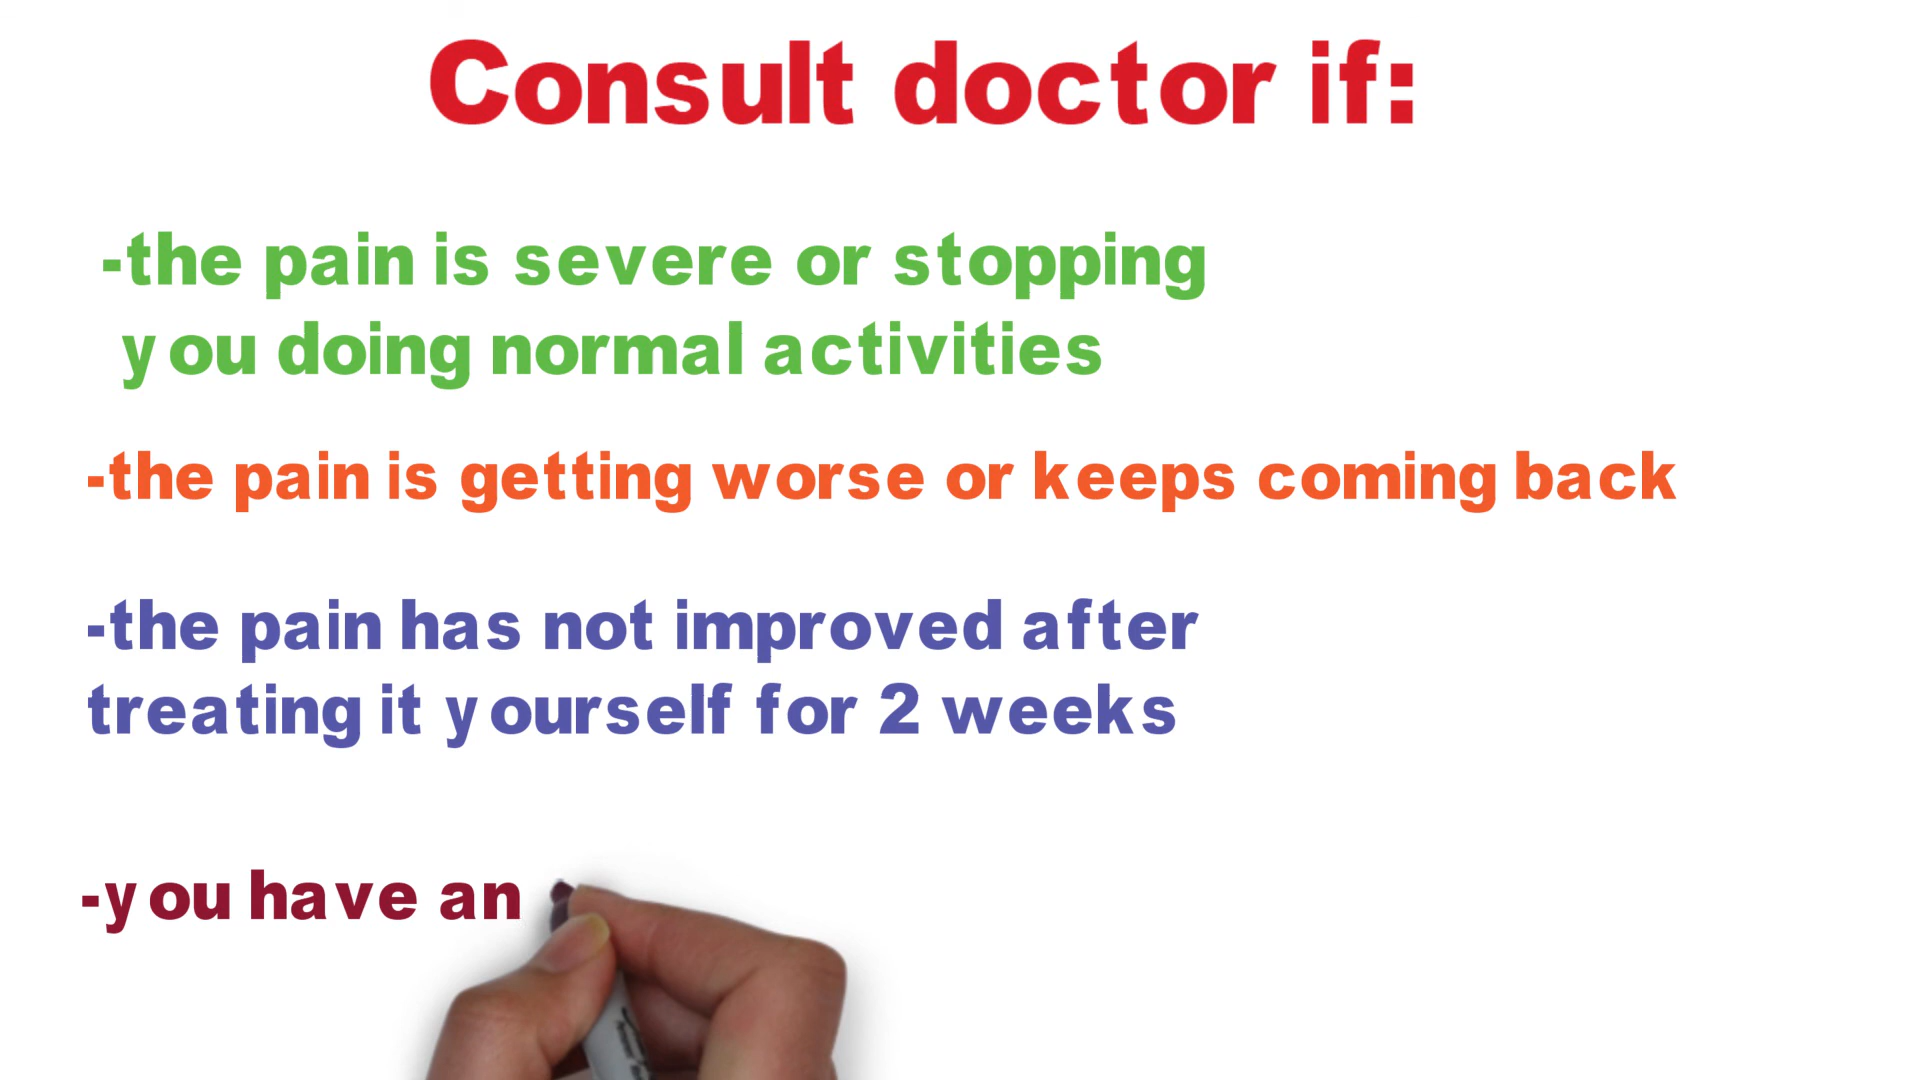 Consult doctor if:
-the pain is severe or stopping
you doing normal activities
-the pain is getting worse or keeps coming back
-the pain has not improved after
treating it yourself for 2 weeks
-you have an